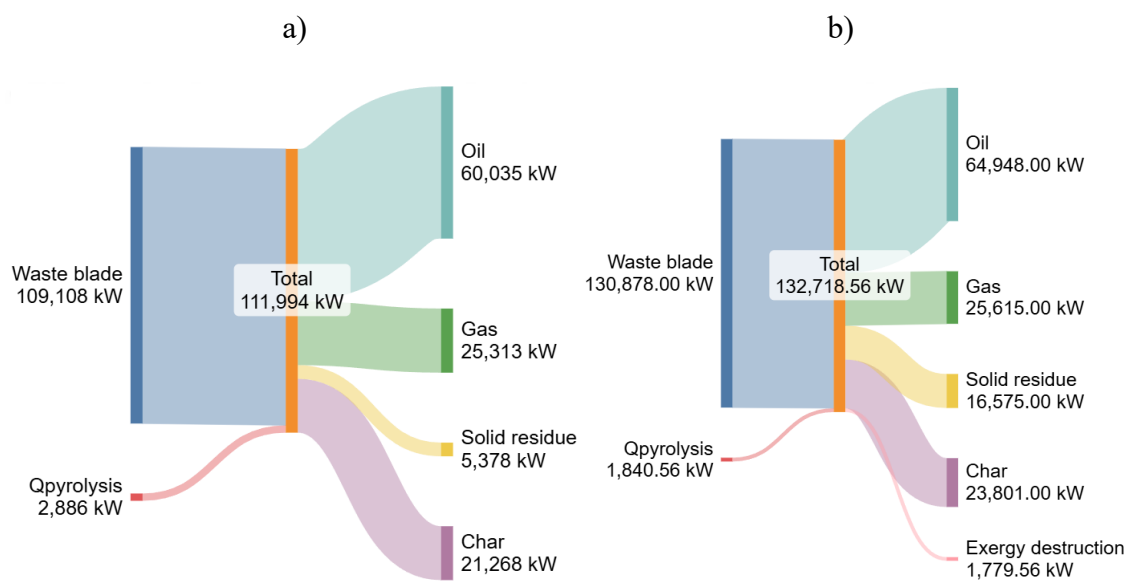 a)
Oil
60,035 kW
Waste blade
109,108 kW
Total
111,994 kW
Gas
25,313 kW
Solid residue
5,378 kW
Qpyrolysis
2,886 kW
Char
21,268 kW
b)
Oil
64,948.00 kW
Waste blade
130,878.00 kW
Total
132,718.56 kW
Gas
25,615.00 kW
Solid residue
16,575.00 kW
Qpyrolysis
1,840.56 kW
Char
23,801.00 kW
Exergy destruction
1,779.56 kW